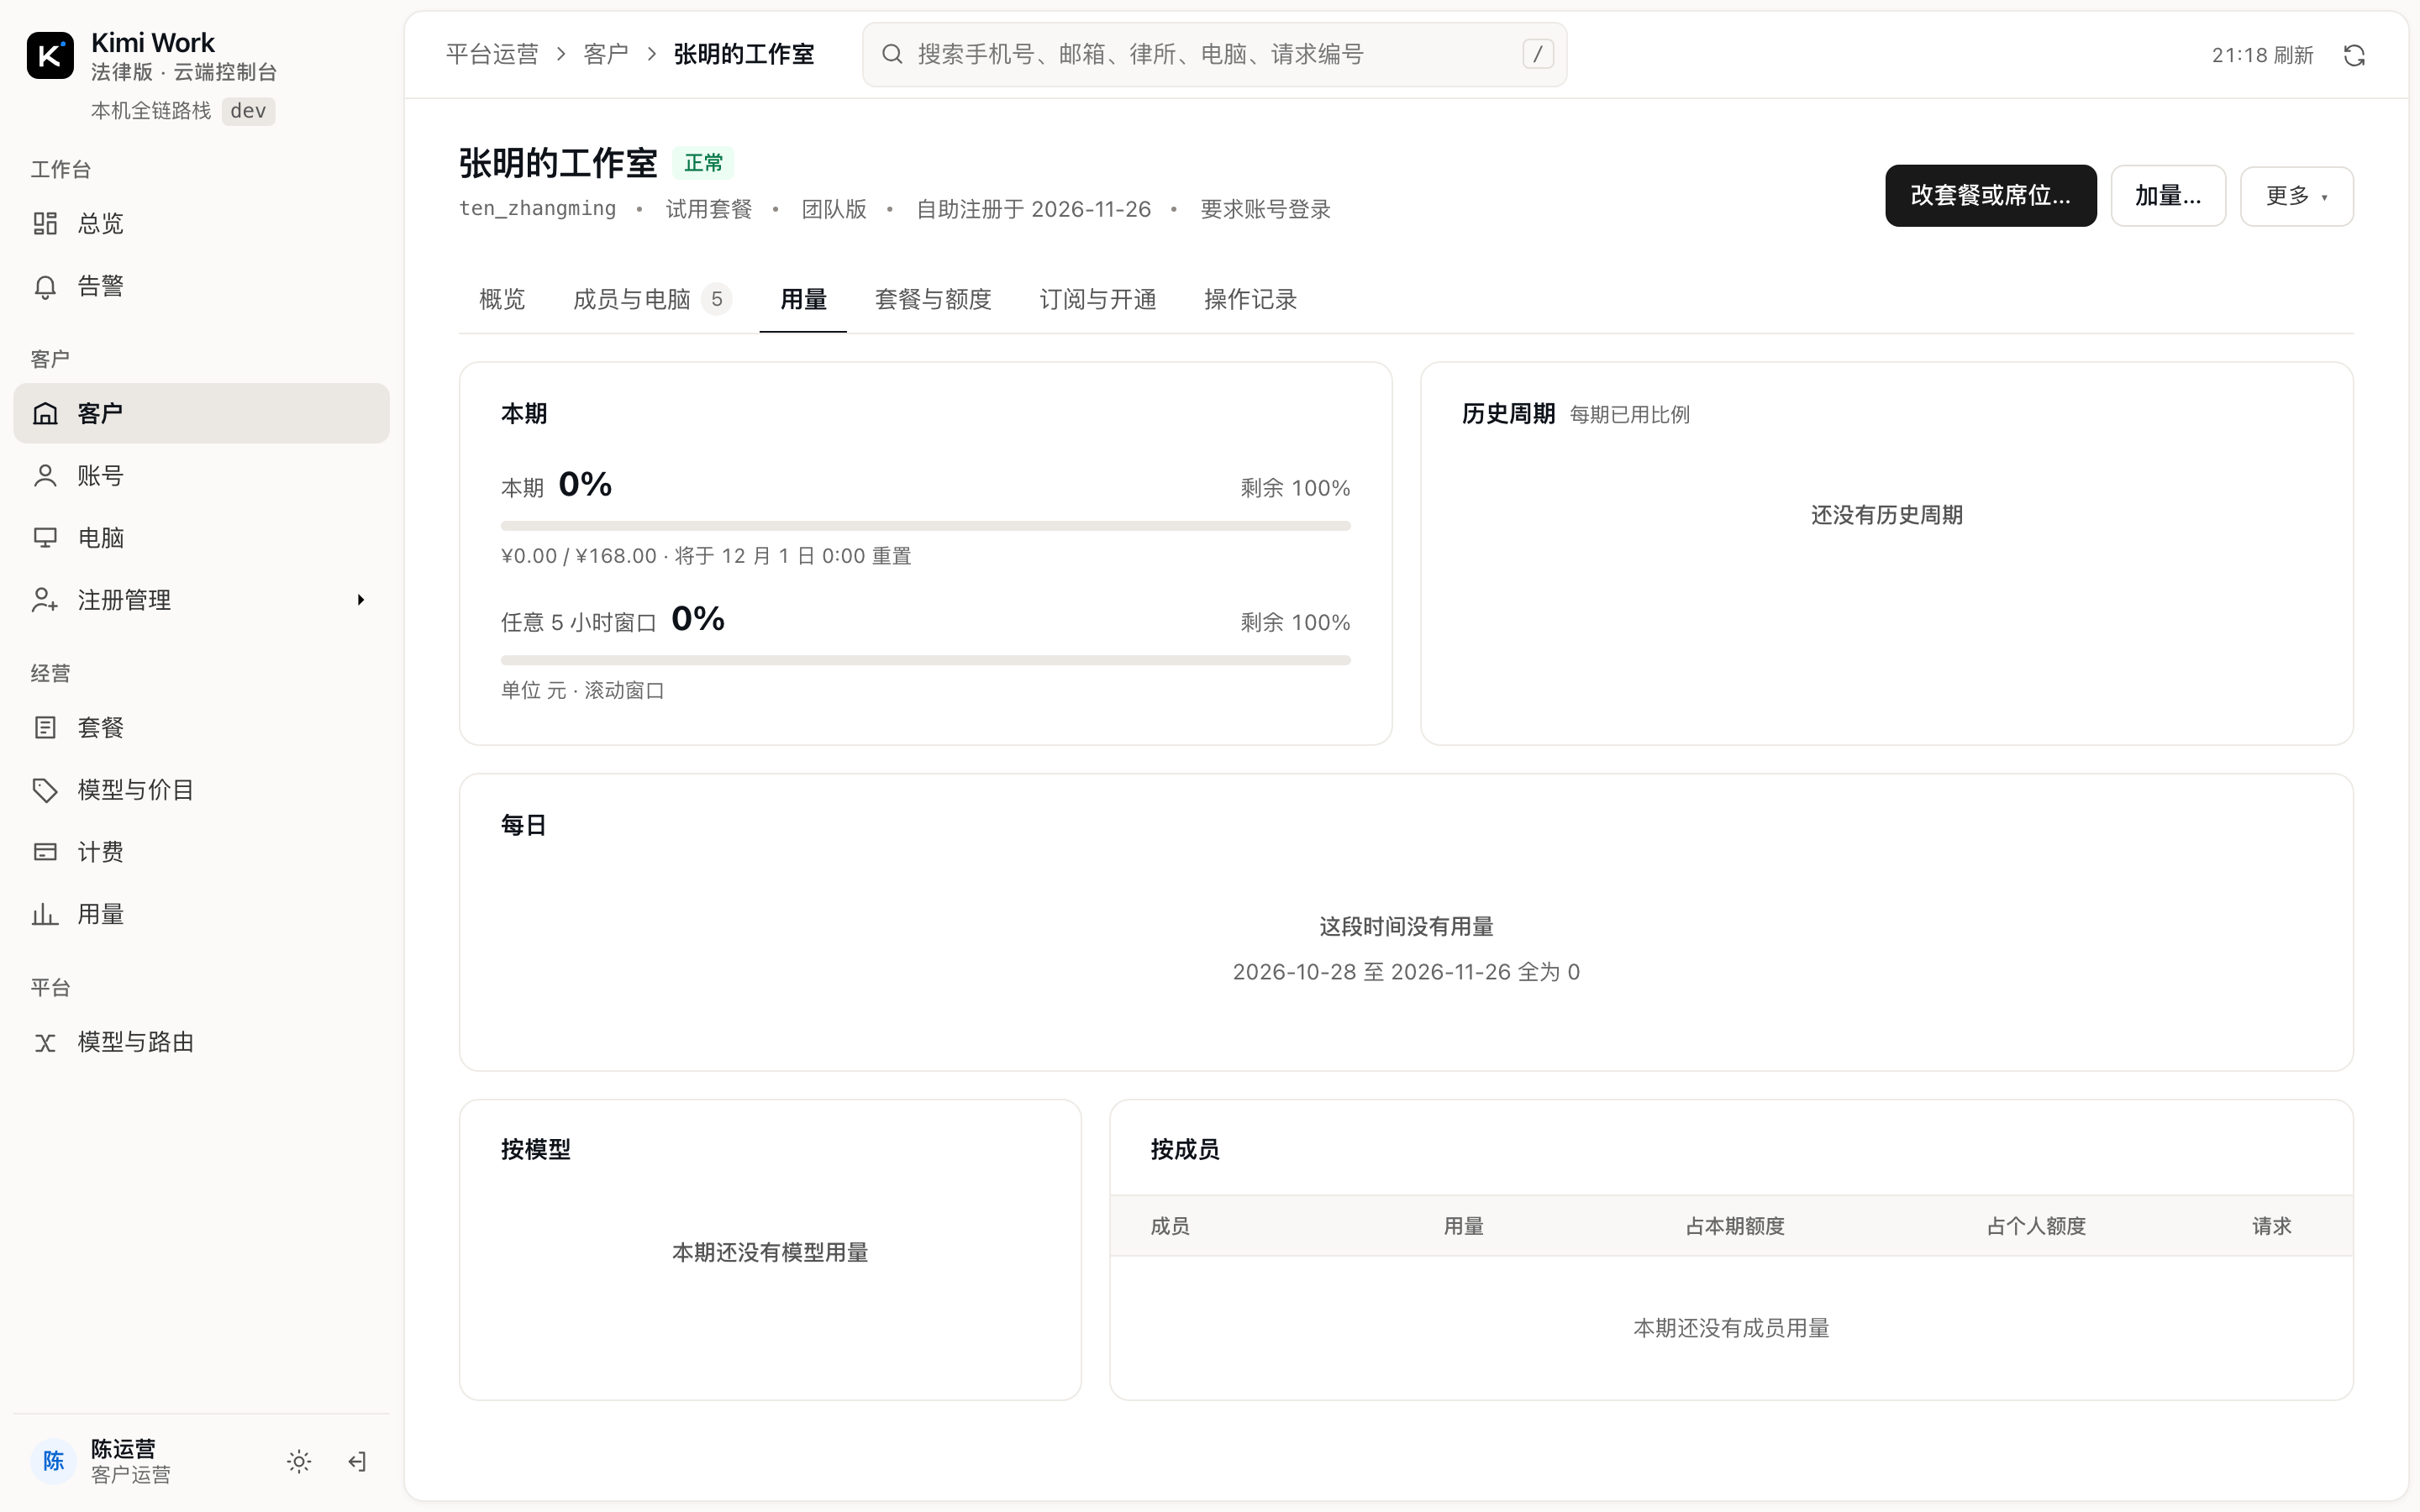 Kimi Work
法律版 · 云端控制台
本机全链路栈 dev
工作台
总览
告警
客户
客户
账号
电脑
注册管理
经营
套餐
模型与价目
计费
用量
平台
模型与路由
陈 陈运营
客户运营
平台运营 > 客户 > 张明的工作室
搜索手机号、邮箱、律所、电脑、请求编号 /
21:18 刷新
张明的工作室 正常
ten_zhangming • 试用套餐 • 团队版 • 自助注册于 2026-11-26 • 要求账号登录
改套餐或席位... 加量... 更多
概览 成员与电脑 5 用量 套餐与额度 订阅与开通 操作记录
本期
本期 0% 剩余 100%
¥0.00 / ¥168.00 · 将于 12 月 1 日 0:00 重置
任意 5 小时窗口 0% 剩余 100%
单位 元 · 滚动窗口
历史周期 每期已用比例
还没有历史周期
每日
这段时间没有用量
2026-10-28 至 2026-11-26 全为 0
按模型
本期还没有模型用量
按成员
成员 用量 占本期额度 占个人额度 请求
本期还没有成员用量